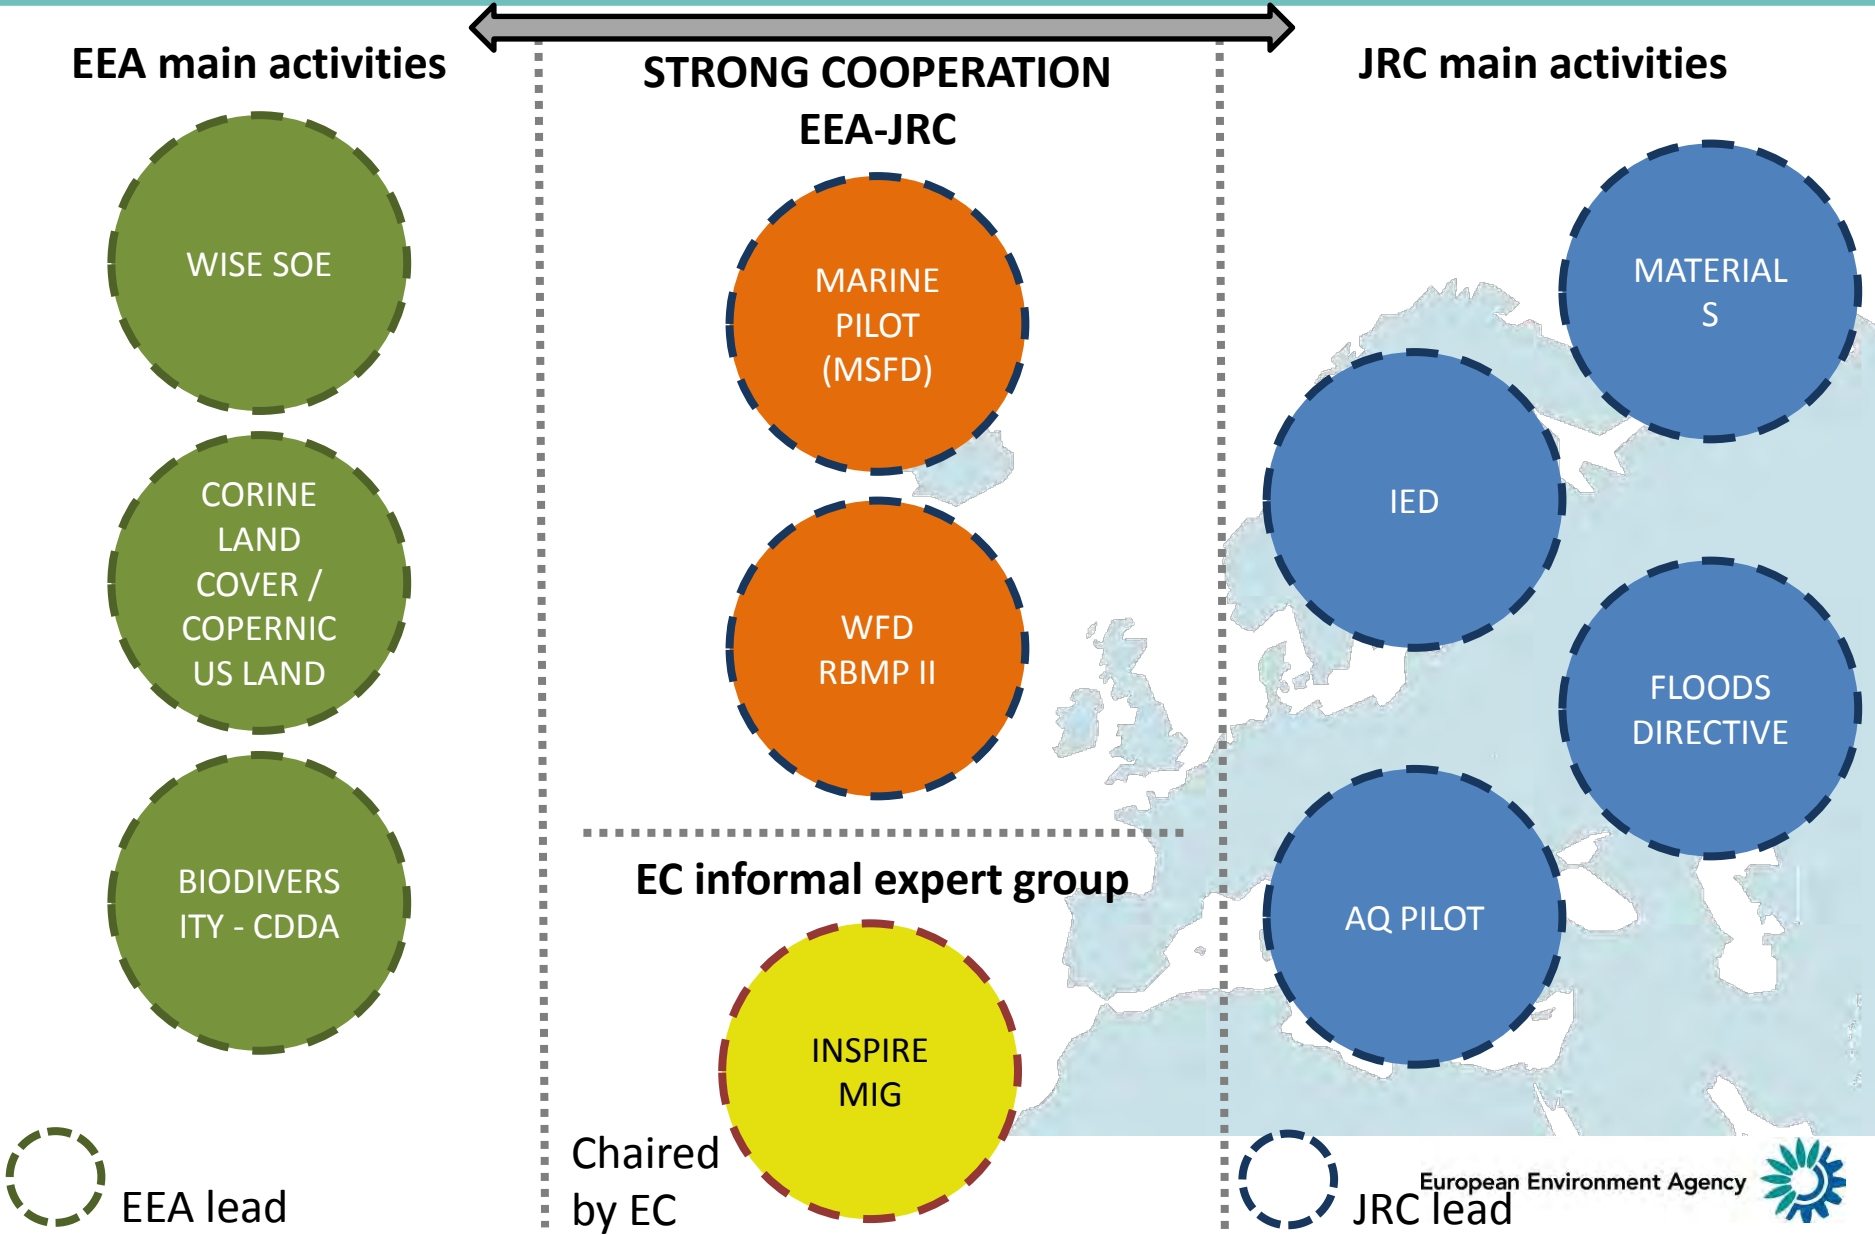 EEA main activities
STRONG COOPERATION
EEA-JRC
JRC main activities
WISE SOE
CORINE
LAND
COVER /
COPERNIC
US LAND
BIODIVERS
ITY - CDDA
MARINE
PILOT
(MSFD)
WFD
RBMP II
EC informal expert group
INSPIRE
MIG
MATERIAL
S
IED
FLOODS
DIRECTIVE
AQ PILOT
EEA lead
Chaired
by EC
JRC lead
European Environment Agency